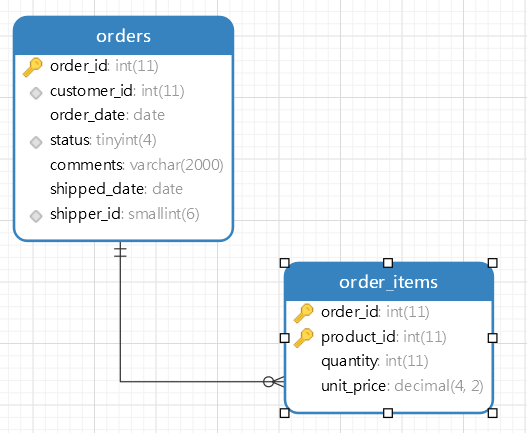 orders
order_id: int(11)
customer_id: int(11)
order_date: date
status: tinyint(4)
comments: varchar(2000)
shipped_date: date
shipper_id: smallint(6)
order_items
order_id: int(11)
product_id: int(11)
quantity: int(11)
unit_price: decimal(4, 2)